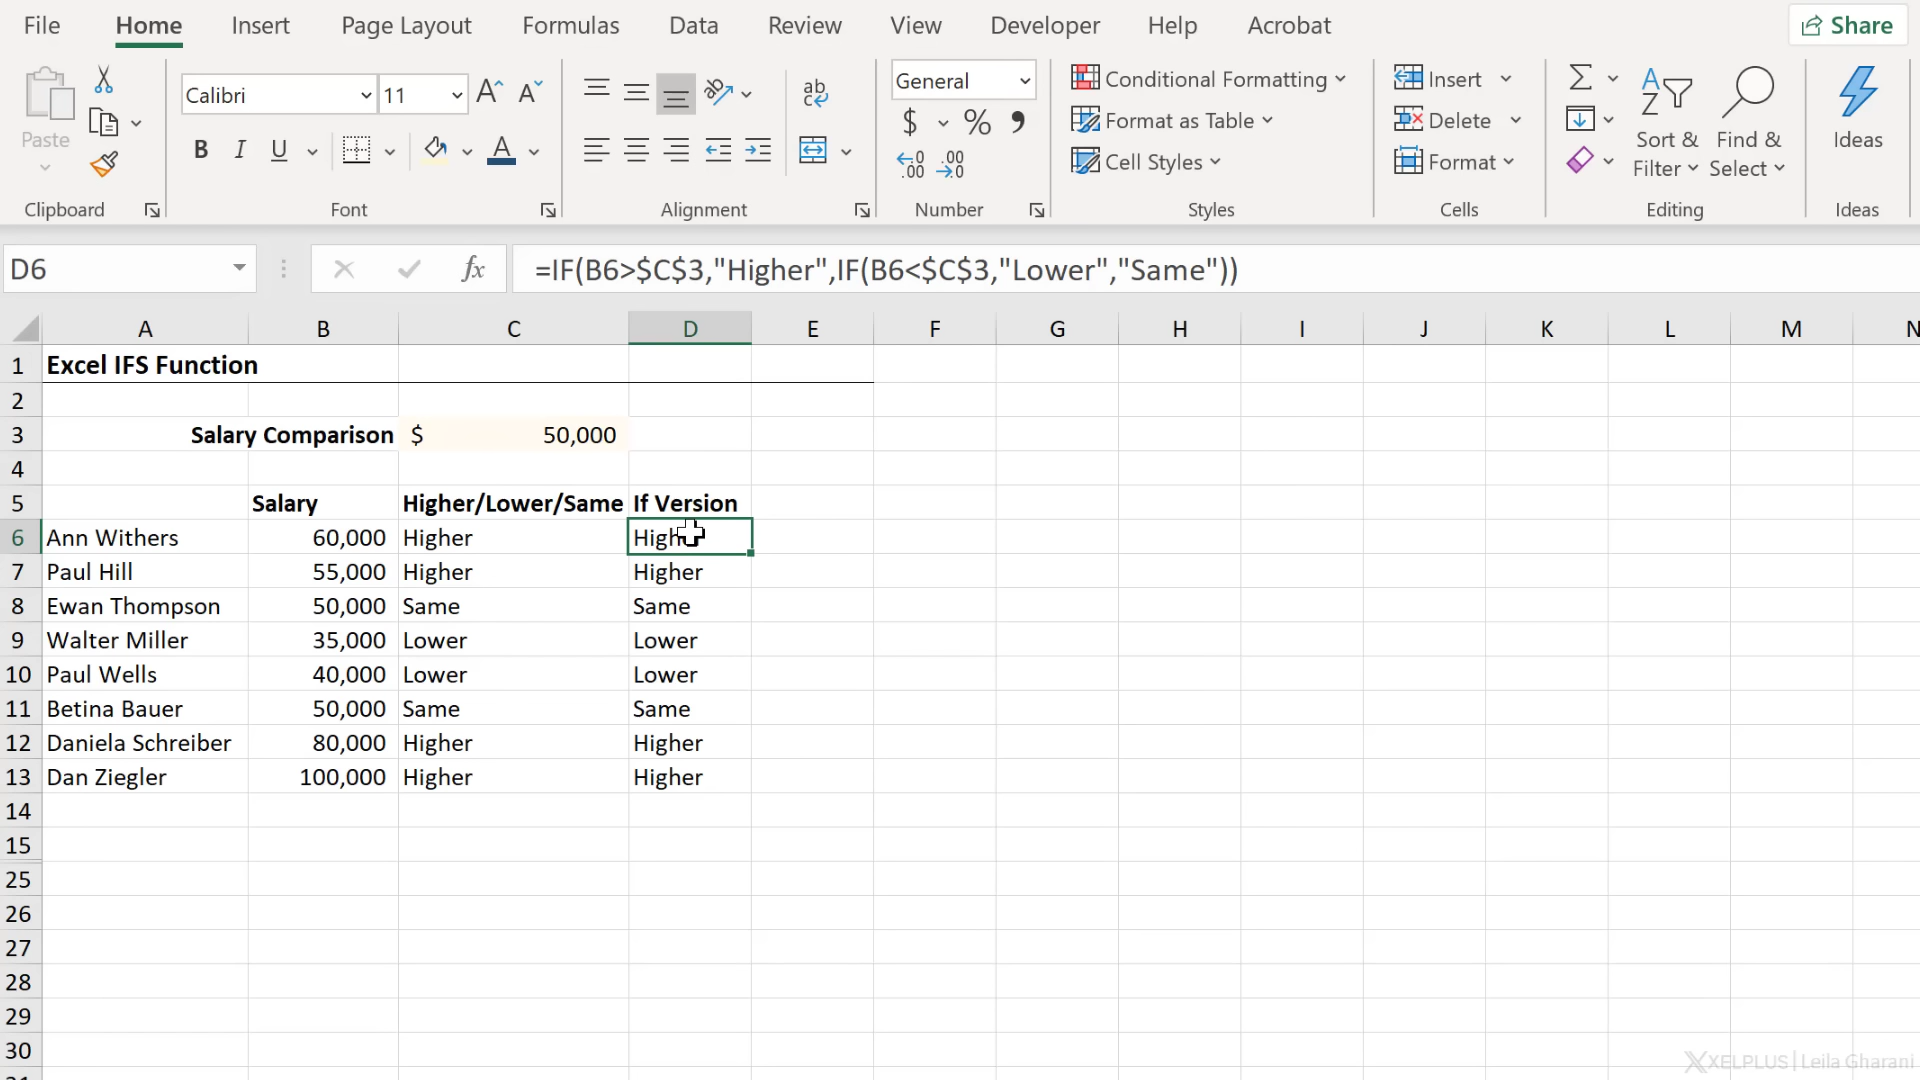 File Home Insert Page Layout Formulas Data Review View Developer Help Acrobat Share
Calibri 11 General Conditional Formatting Insert
Paste Format as Table Delete Sort & Find & Ideas
B I U Cell Styles Format Filter Select
Clipboard Font Alignment Number Styles Cells Editing Ideas
D6 fx =IF(B6>$C$3,"Higher",IF(B6<$C$3,"Lower","Same"))
A B C D E F G H I J K L M N
1 Excel IFS Function
2
3 Salary Comparison $ 50,000
4
5 Salary Higher/Lower/Same If Version
6 Ann Withers 60,000 Higher Higher
7 Paul Hill 55,000 Higher Higher
8 Ewan Thompson 50,000 Same Same
9 Walter Miller 35,000 Lower Lower
10 Paul Wells 40,000 Lower Lower
11 Betina Bauer 50,000 Same Same
12 Daniela Schreiber 80,000 Higher Higher
13 Dan Ziegler 100,000 Higher Higher
14
15
25
26
27
28
29
30
XELPLUS | Leila Gharani